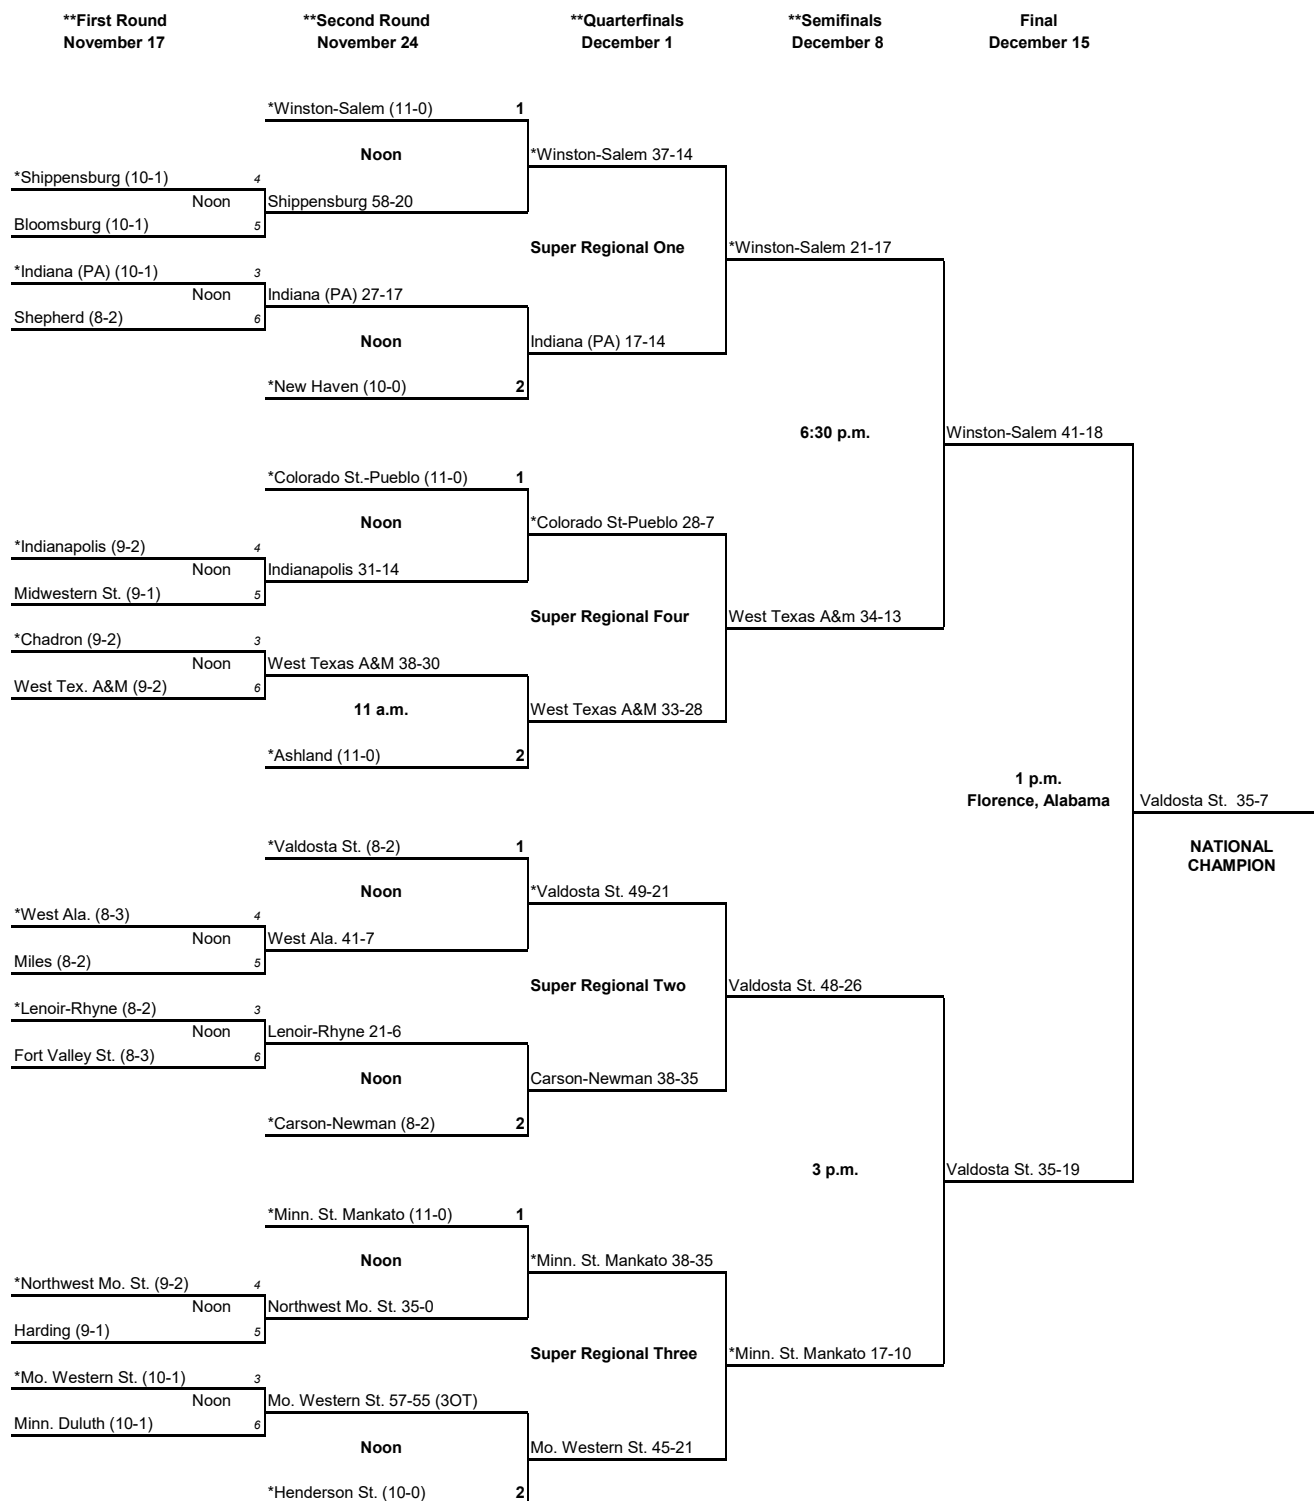 **First Round **Second Round **Quarterfinals **Semifinals Final
November 17 November 24 December 1 December 8 December 15
*Winston-Salem (11-0) 1
Noon *Winston-Salem 37-14
*Shippensburg (10-1) 4
Noon Shippensburg 58-20
Bloomsburg (10-1) 5
Super Regional One *Winston-Salem 21-17
*Indiana (PA) (10-1) 3
Noon Indiana (PA) 27-17
Shepherd (8-2) 6
Noon Indiana (PA) 17-14
*New Haven (10-0) 2
6:30 p.m. Winston-Salem 41-18
*Colorado St.-Pueblo (11-0) 1
Noon *Colorado St-Pueblo 28-7
*Indianapolis (9-2) 4
Noon Indianapolis 31-14
Midwestern St. (9-1) 5
Super Regional Four West Texas A&m 34-13
*Chadron (9-2) 3
Noon West Texas A&M 38-30
West Tex. A&M (9-2) 6
11 a.m. West Texas A&M 33-28
*Ashland (11-0) 2
1 p.m.
Florence, Alabama Valdosta St. 35-7
*Valdosta St. (8-2) 1 NATIONAL
CHAMPION
Noon *Valdosta St. 49-21
*West Ala. (8-3) 4
Noon West Ala. 41-7
Miles (8-2) 5
Super Regional Two Valdosta St. 48-26
*Lenoir-Rhyne (8-2) 3
Noon Lenoir-Rhyne 21-6
Fort Valley St. (8-3) 6
Noon Carson-Newman 38-35
*Carson-Newman (8-2) 2
3 p.m. Valdosta St. 35-19
*Minn. St. Mankato (11-0) 1
Noon *Minn. St. Mankato 38-35
*Northwest Mo. St. (9-2) 4
Noon Northwest Mo. St. 35-0
Harding (9-1) 5
Super Regional Three *Minn. St. Mankato 17-10
*Mo. Western St. (10-1) 3
Noon Mo. Western St. 57-55 (3OT)
Minn. Duluth (10-1) 6
Noon Mo. Western St. 45-21
*Henderson St. (10-0) 2